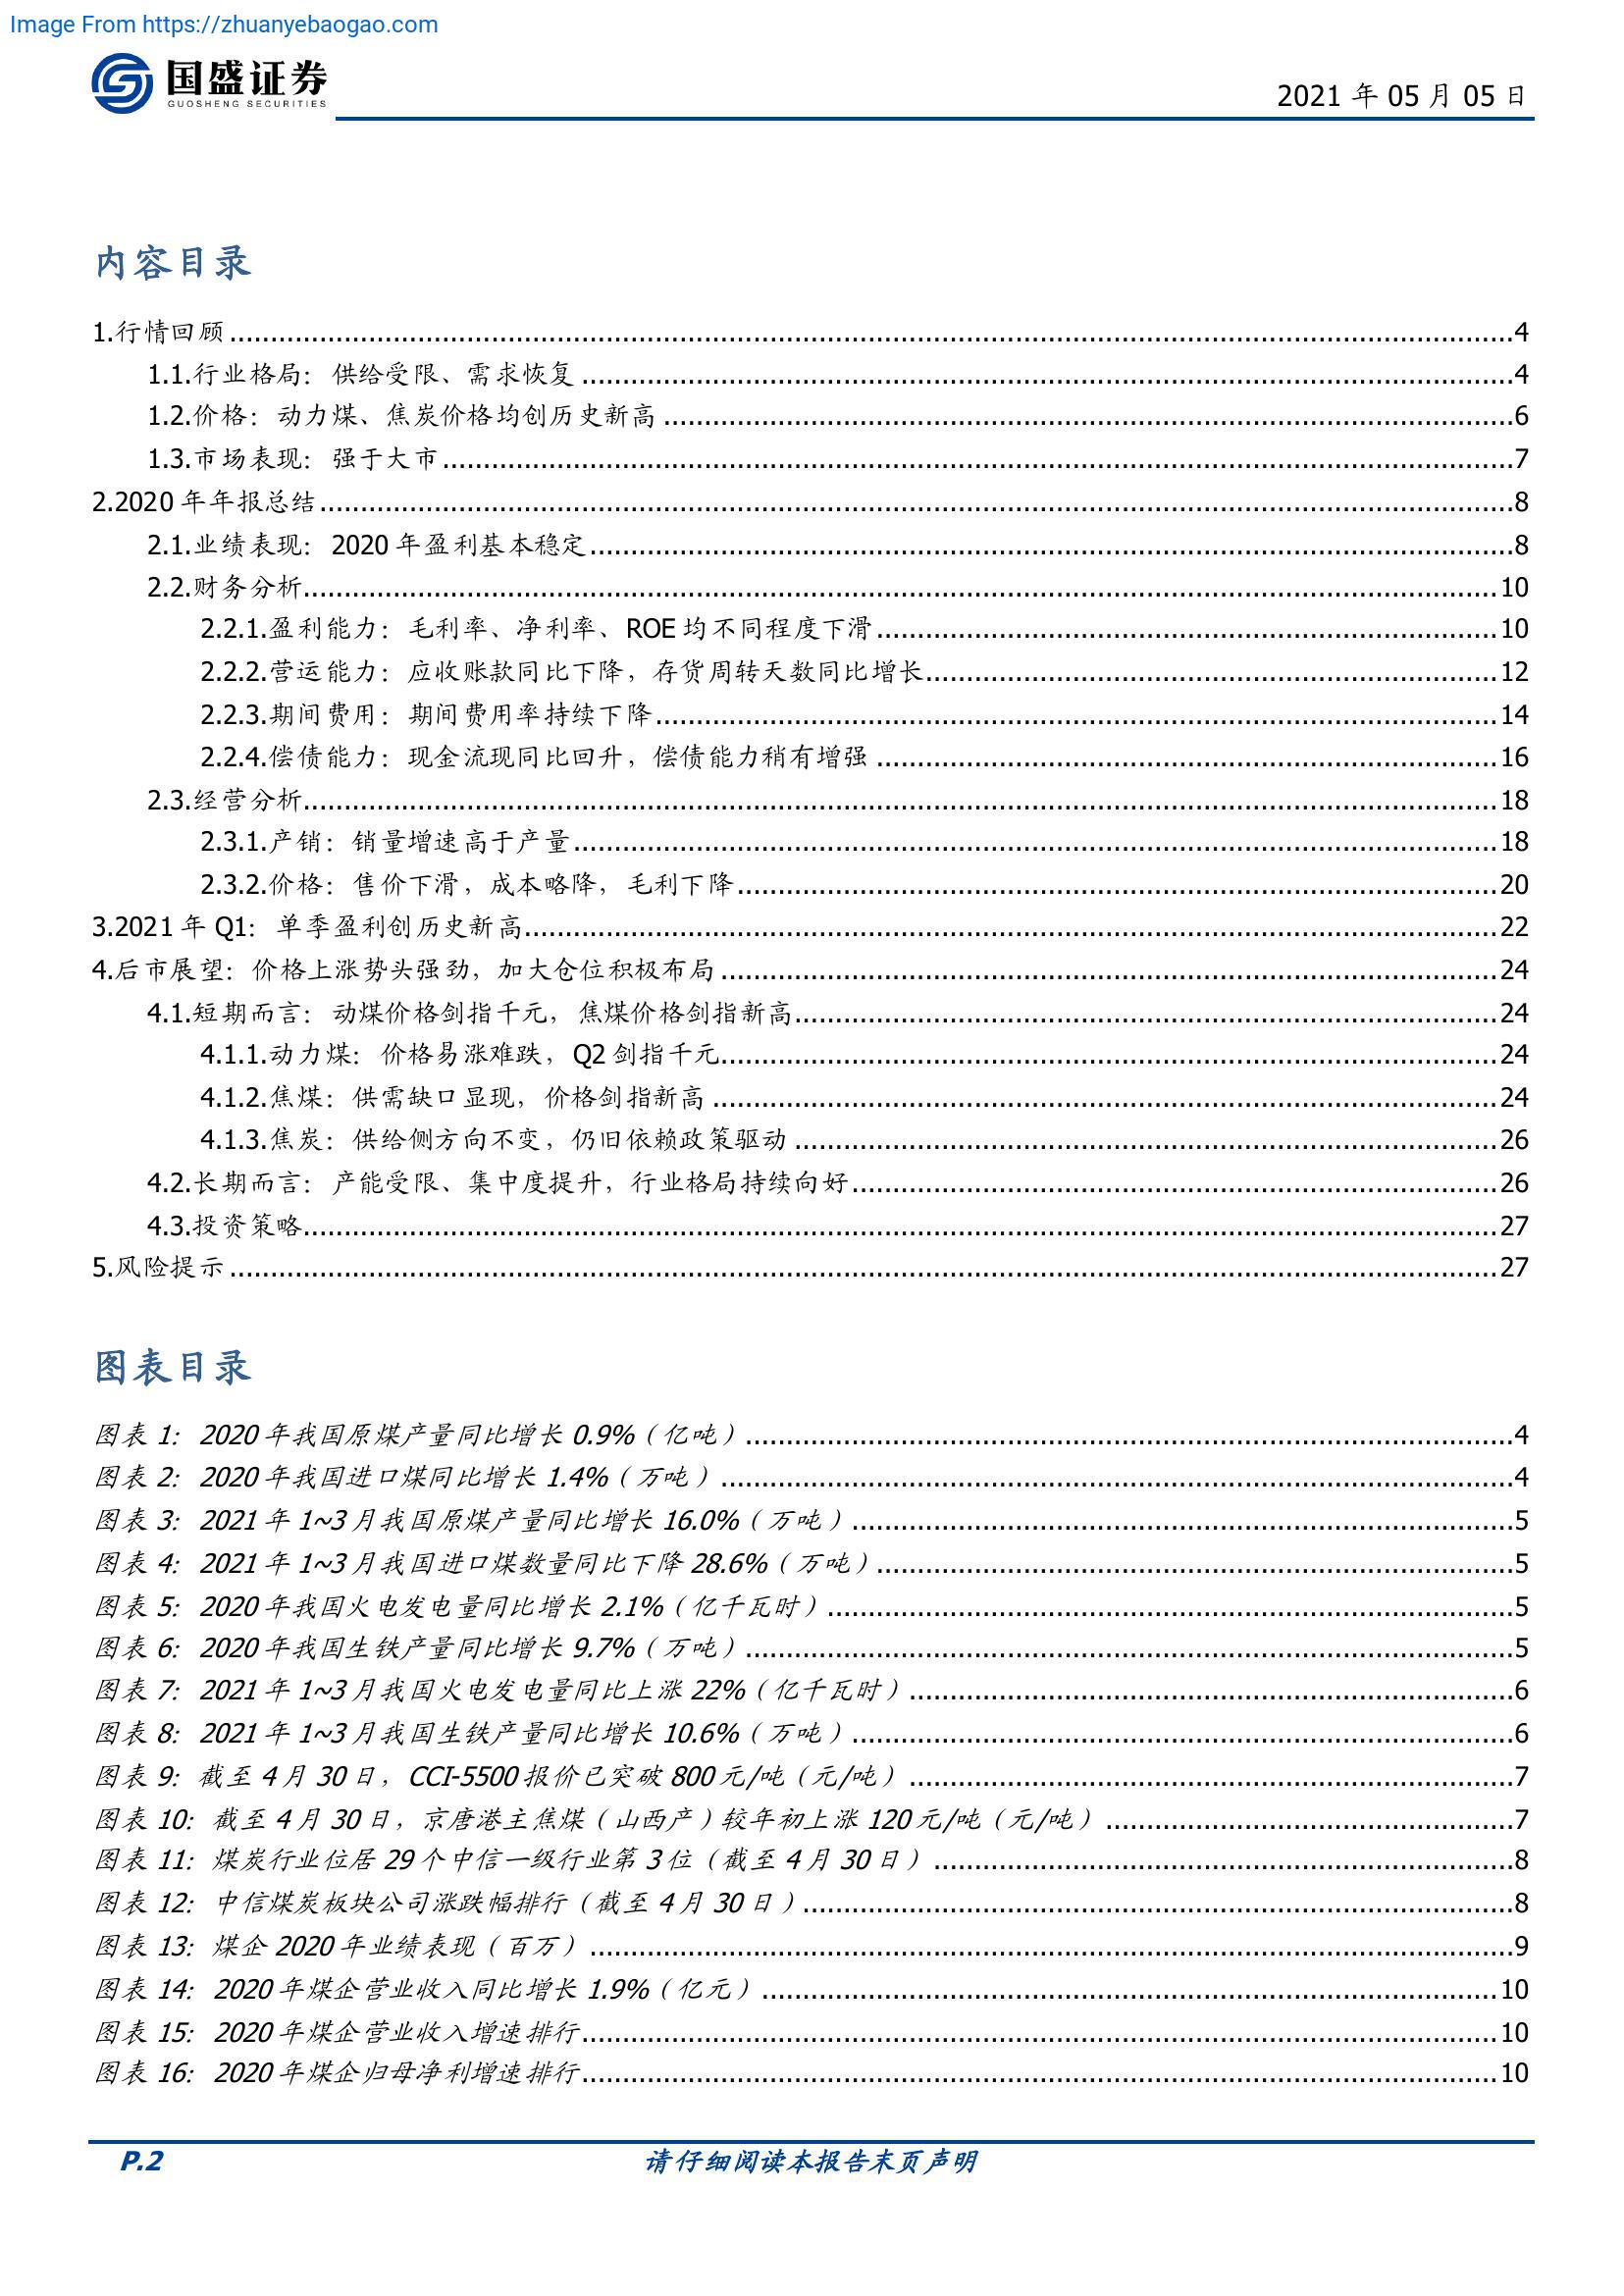 Image From https://zhuanyebaogao.com
国盛证券
GUOSHENG SECURITIES
2021 年 05 月 05 日
内容目录
1.行情回顾 ........ 4
1.1.行业格局：供给受限、需求恢复 ........ 4
1.2.价格：动力煤、焦炭价格均创历史新高 ........ 6
1.3.市场表现：强于大市 ........ 7
2.2020 年年报总结 ........ 8
2.1.业绩表现：2020 年盈利基本稳定 ........ 8
2.2.财务分析 ........ 10
2.2.1.盈利能力：毛利率、净利率、ROE 均不同程度下滑 ........ 10
2.2.2.营运能力：应收账款同比下降，存货周转天数同比增长 ........ 12
2.2.3.期间费用：期间费用率持续下降 ........ 14
2.2.4.偿债能力：现金流现同比回升，偿债能力稍有增强 ........ 16
2.3.经营分析 ........ 18
2.3.1.产销：销量增速高于产量 ........ 18
2.3.2.价格：售价下滑，成本略降，毛利下降 ........ 20
3.2021 年 Q1：单季盈利创历史新高 ........ 22
4.后市展望：价格上涨势头强劲，加大仓位积极布局 ........ 24
4.1.短期而言：动煤价格剑指千元，焦煤价格剑指新高 ........ 24
4.1.1.动力煤：价格易涨难跌，Q2 剑指千元 ........ 24
4.1.2.焦煤：供需缺口显现，价格剑指新高 ........ 24
4.1.3.焦炭：供给侧方向不变，仍旧依赖政策驱动 ........ 26
4.2.长期而言：产能受限、集中度提升，行业格局持续向好 ........ 26
4.3.投资策略 ........ 27
5.风险提示 ........ 27
图表目录
图表 1：2020 年我国原煤产量同比增长 0.9%（亿吨） ........ 4
图表 2：2020 年我国进口煤同比增长 1.4%（万吨） ........ 4
图表 3：2021 年 1~3 月我国原煤产量同比增长 16.0%（万吨） ........ 5
图表 4：2021 年 1~3 月我国进口煤数量同比下降 28.6%（万吨） ........ 5
图表 5：2020 年我国火电发电量同比增长 2.1%（亿千瓦时） ........ 5
图表 6：2020 年我国生铁产量同比增长 9.7%（万吨） ........ 5
图表 7：2021 年 1~3 月我国火电发电量同比上涨 22%（亿千瓦时） ........ 6
图表 8：2021 年 1~3 月我国生铁产量同比增长 10.6%（万吨） ........ 6
图表 9：截至 4 月 30 日，CCI-5500 报价已突破 800 元/吨（元/吨） ........ 7
图表 10：截至 4 月 30 日，京唐港主焦煤（山西产）较年初上涨 120 元/吨（元/吨） ........ 7
图表 11：煤炭行业位居 29 个中信一级行业第 3 位（截至 4 月 30 日） ........ 8
图表 12：中信煤炭板块公司涨跌幅排行（截至 4 月 30 日） ........ 8
图表 13：煤企 2020 年业绩表现（百万） ........ 9
图表 14：2020 年煤企营业收入同比增长 1.9%（亿元） ........ 10
图表 15：2020 年煤企营业收入增速排行 ........ 10
图表 16：2020 年煤企归母净利增速排行 ........ 10
P.2
请仔细阅读本报告末页声明